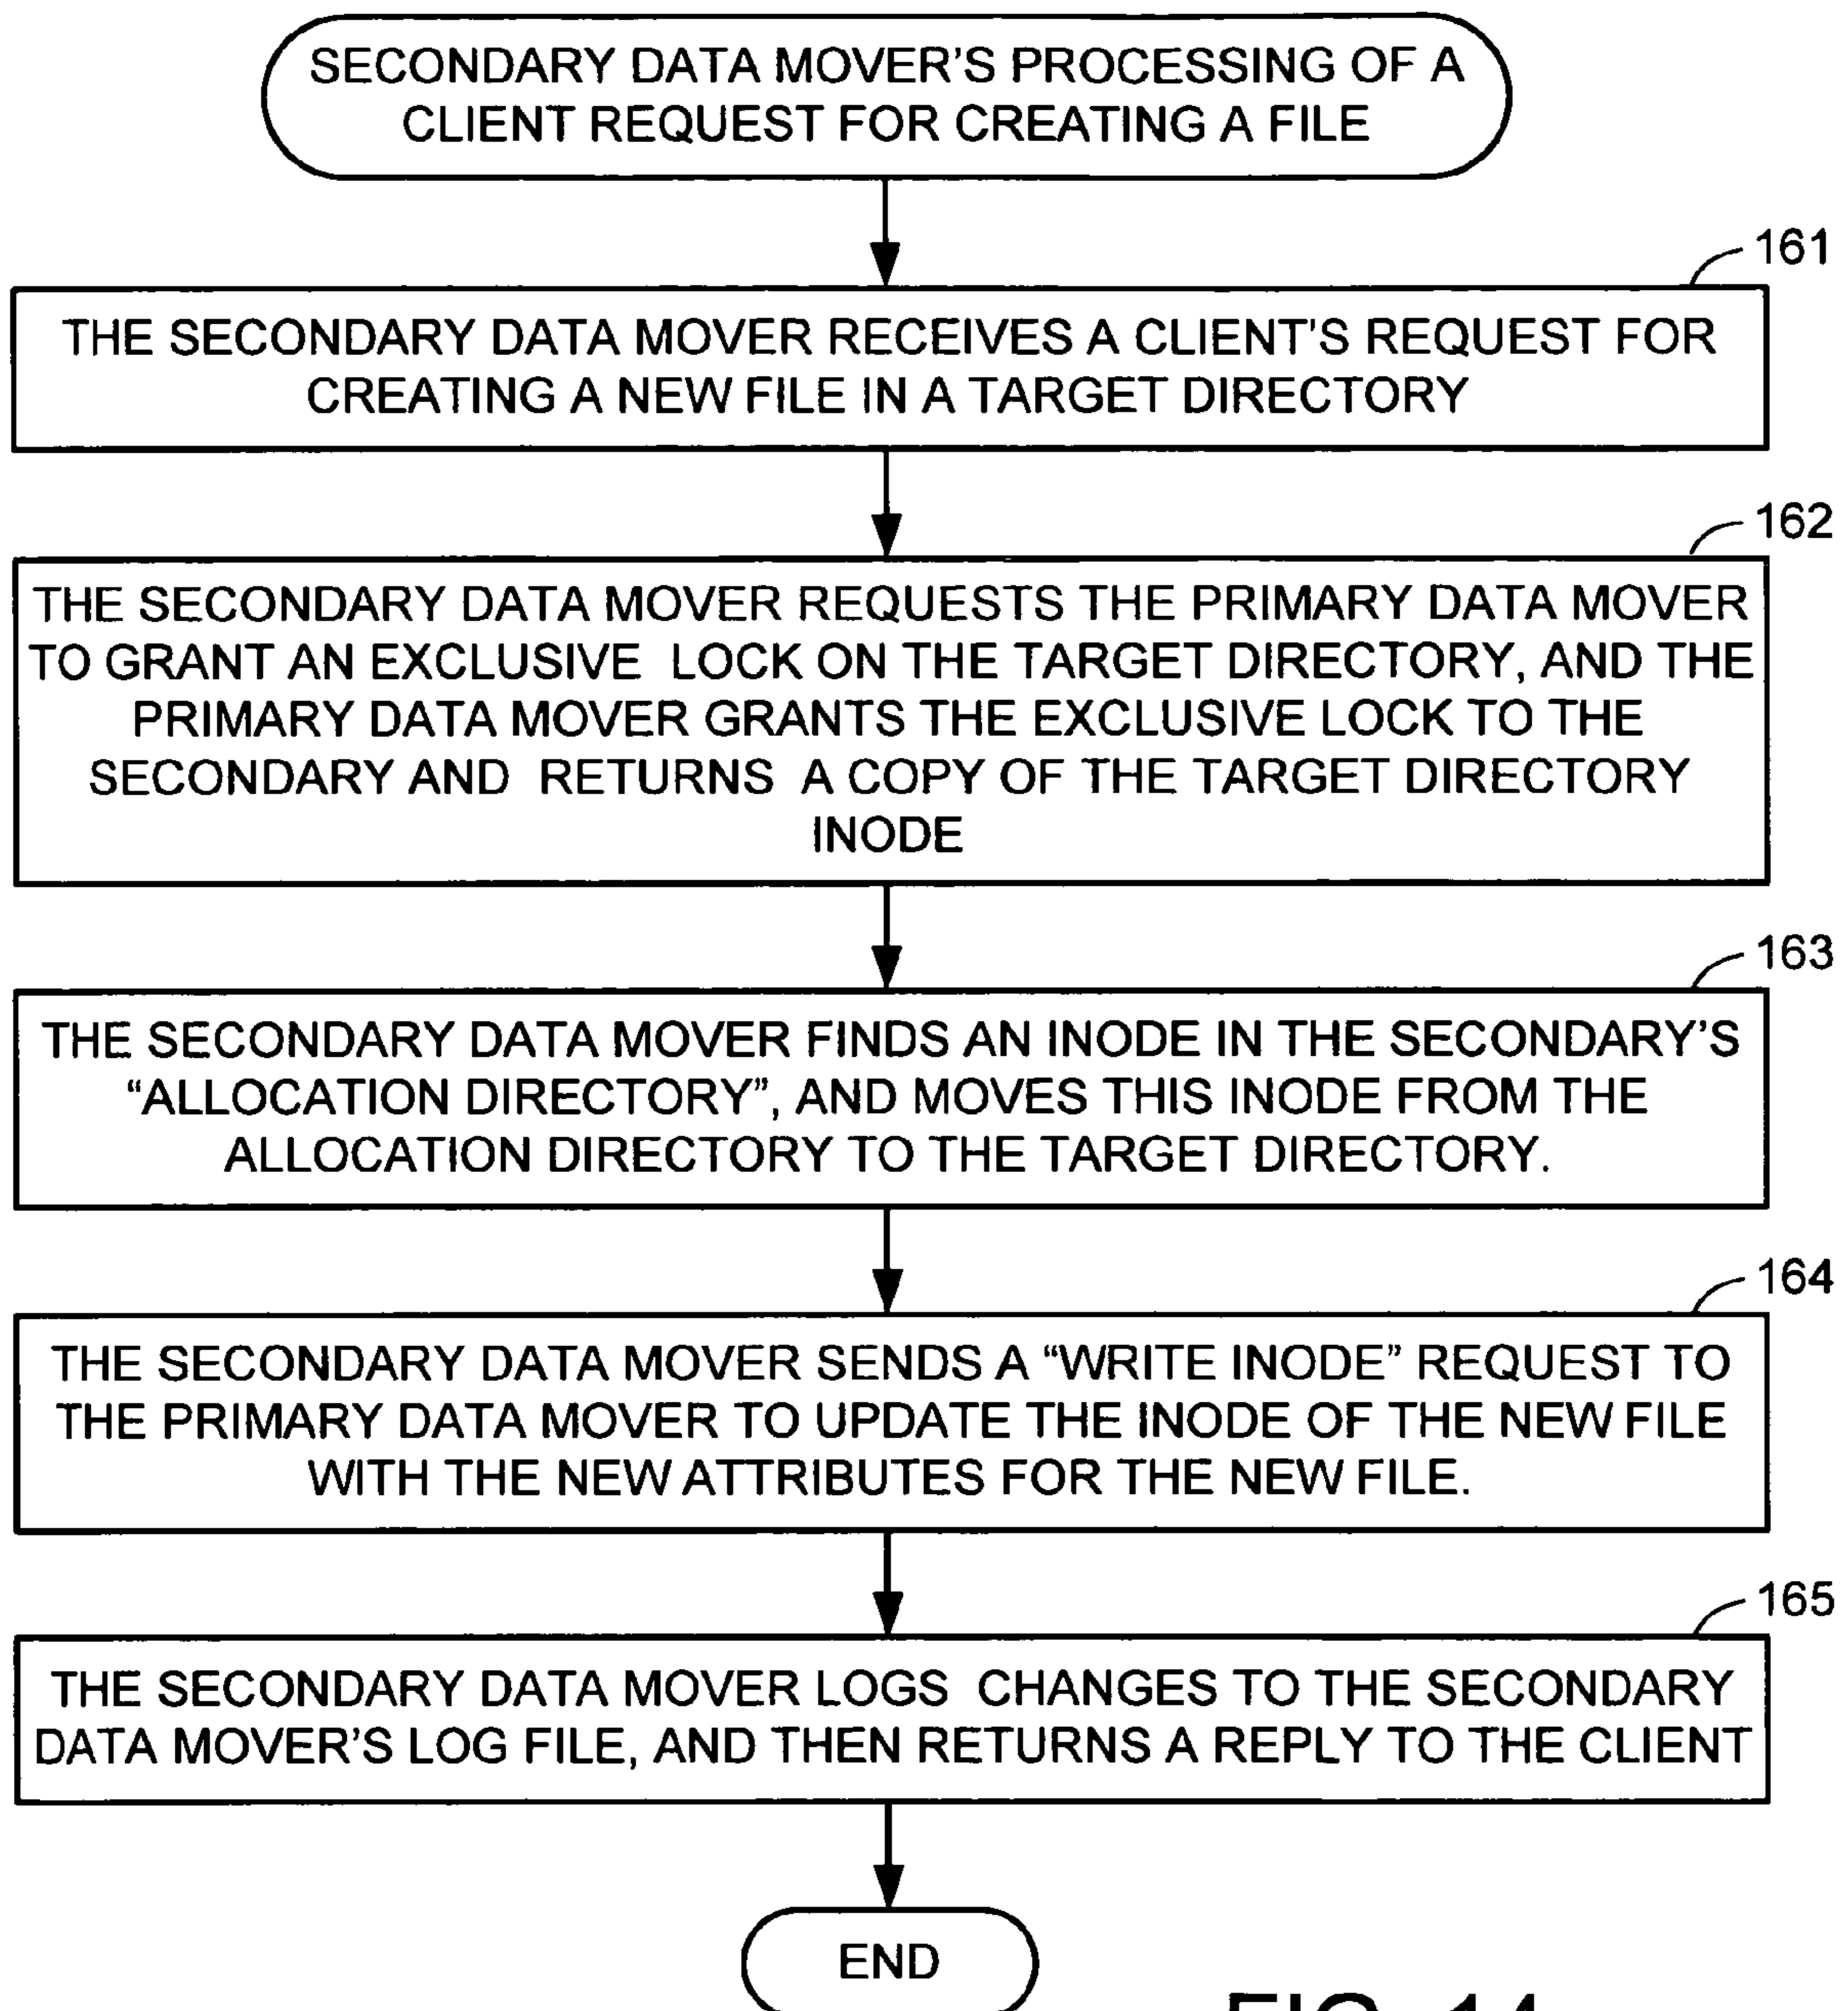 SECONDARY DATA MOVER'S PROCESSING OF A
CLIENT REQUEST FOR CREATING A FILE
161
THE SECONDARY DATA MOVER RECEIVES A CLIENT'S REQUEST FOR
CREATING A NEW FILE IN A TARGET DIRECTORY
162
THE SECONDARY DATA MOVER REQUESTS THE PRIMARY DATA MOVER
TO GRANT AN EXCLUSIVE LOCK ON THE TARGET DIRECTORY, AND THE
PRIMARY DATA MOVER GRANTS THE EXCLUSIVE LOCK TO THE
SECONDARY AND RETURNS A COPY OF THE TARGET DIRECTORY
INODE
163
THE SECONDARY DATA MOVER FINDS AN INODE IN THE SECONDARY'S
“ALLOCATION DIRECTORY”, AND MOVES THIS INODE FROM THE
ALLOCATION DIRECTORY TO THE TARGET DIRECTORY.
164
THE SECONDARY DATA MOVER SENDS A “WRITE INODE” REQUEST TO
THE PRIMARY DATA MOVER TO UPDATE THE INODE OF THE NEW FILE
WITH THE NEW ATTRIBUTES FOR THE NEW FILE.
165
THE SECONDARY DATA MOVER LOGS CHANGES TO THE SECONDARY
DATA MOVER'S LOG FILE, AND THEN RETURNS A REPLY TO THE CLIENT
END
FIG. 14